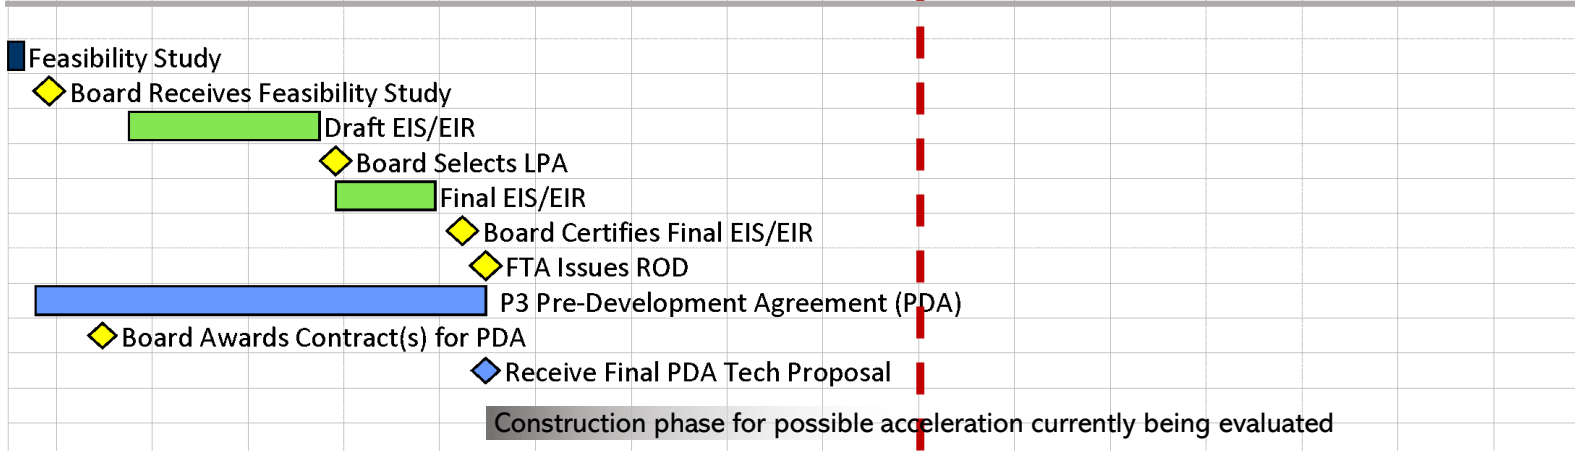 Feasibility Study
Board Receives Feasibility Study
Draft EIS/EIR
Board Selects LPA
Final EIS/EIR
Board Certifies Final EIS/EIR
FTA Issues ROD
P3 Pre-Development Agreement (PDA)
Board Awards Contract(s) for PDA
Receive Final PDA Tech Proposal
Construction phase for possible acceleration currently being evaluated